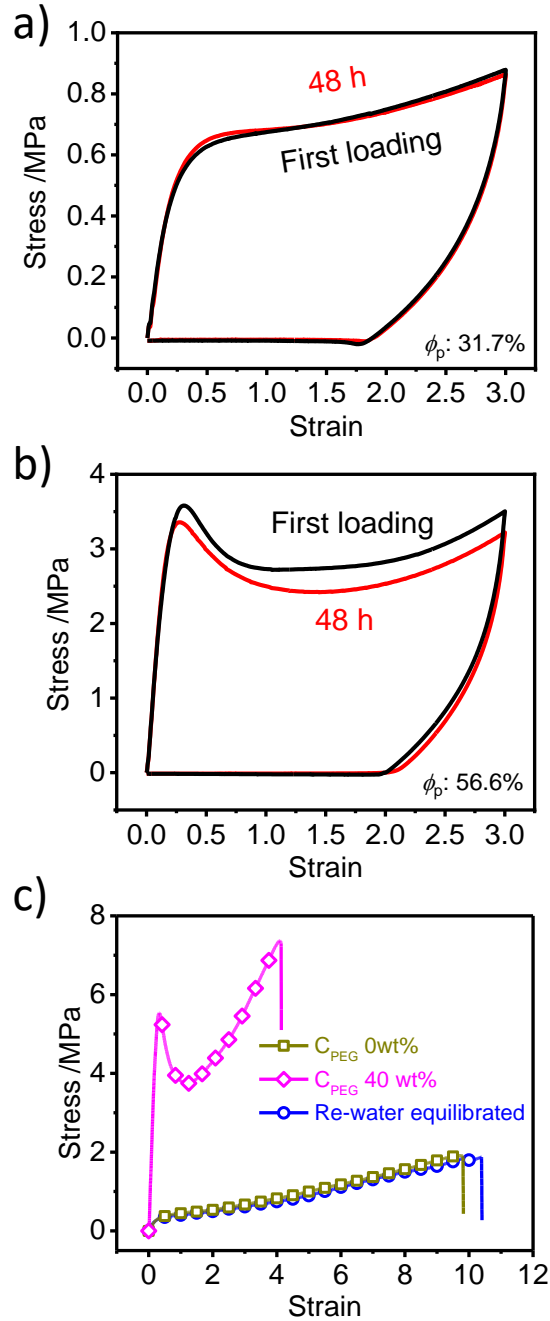 a)
1.0
0.8
0.6
0.4
0.2
0.0
Stress /MPa
48 h
First loading
ϕp: 31.7%
0.0 0.5 1.0 1.5 2.0 2.5 3.0
Strain
b)
4
3
2
1
0
Stress /MPa
First loading
48 h
ϕp: 56.6%
0.0 0.5 1.0 1.5 2.0 2.5 3.0
Strain
c)
8
6
4
2
0
Stress /MPa
CPEG 0wt%
CPEG 40 wt%
Re-water equilibrated
0 2 4 6 8 10 12
Strain